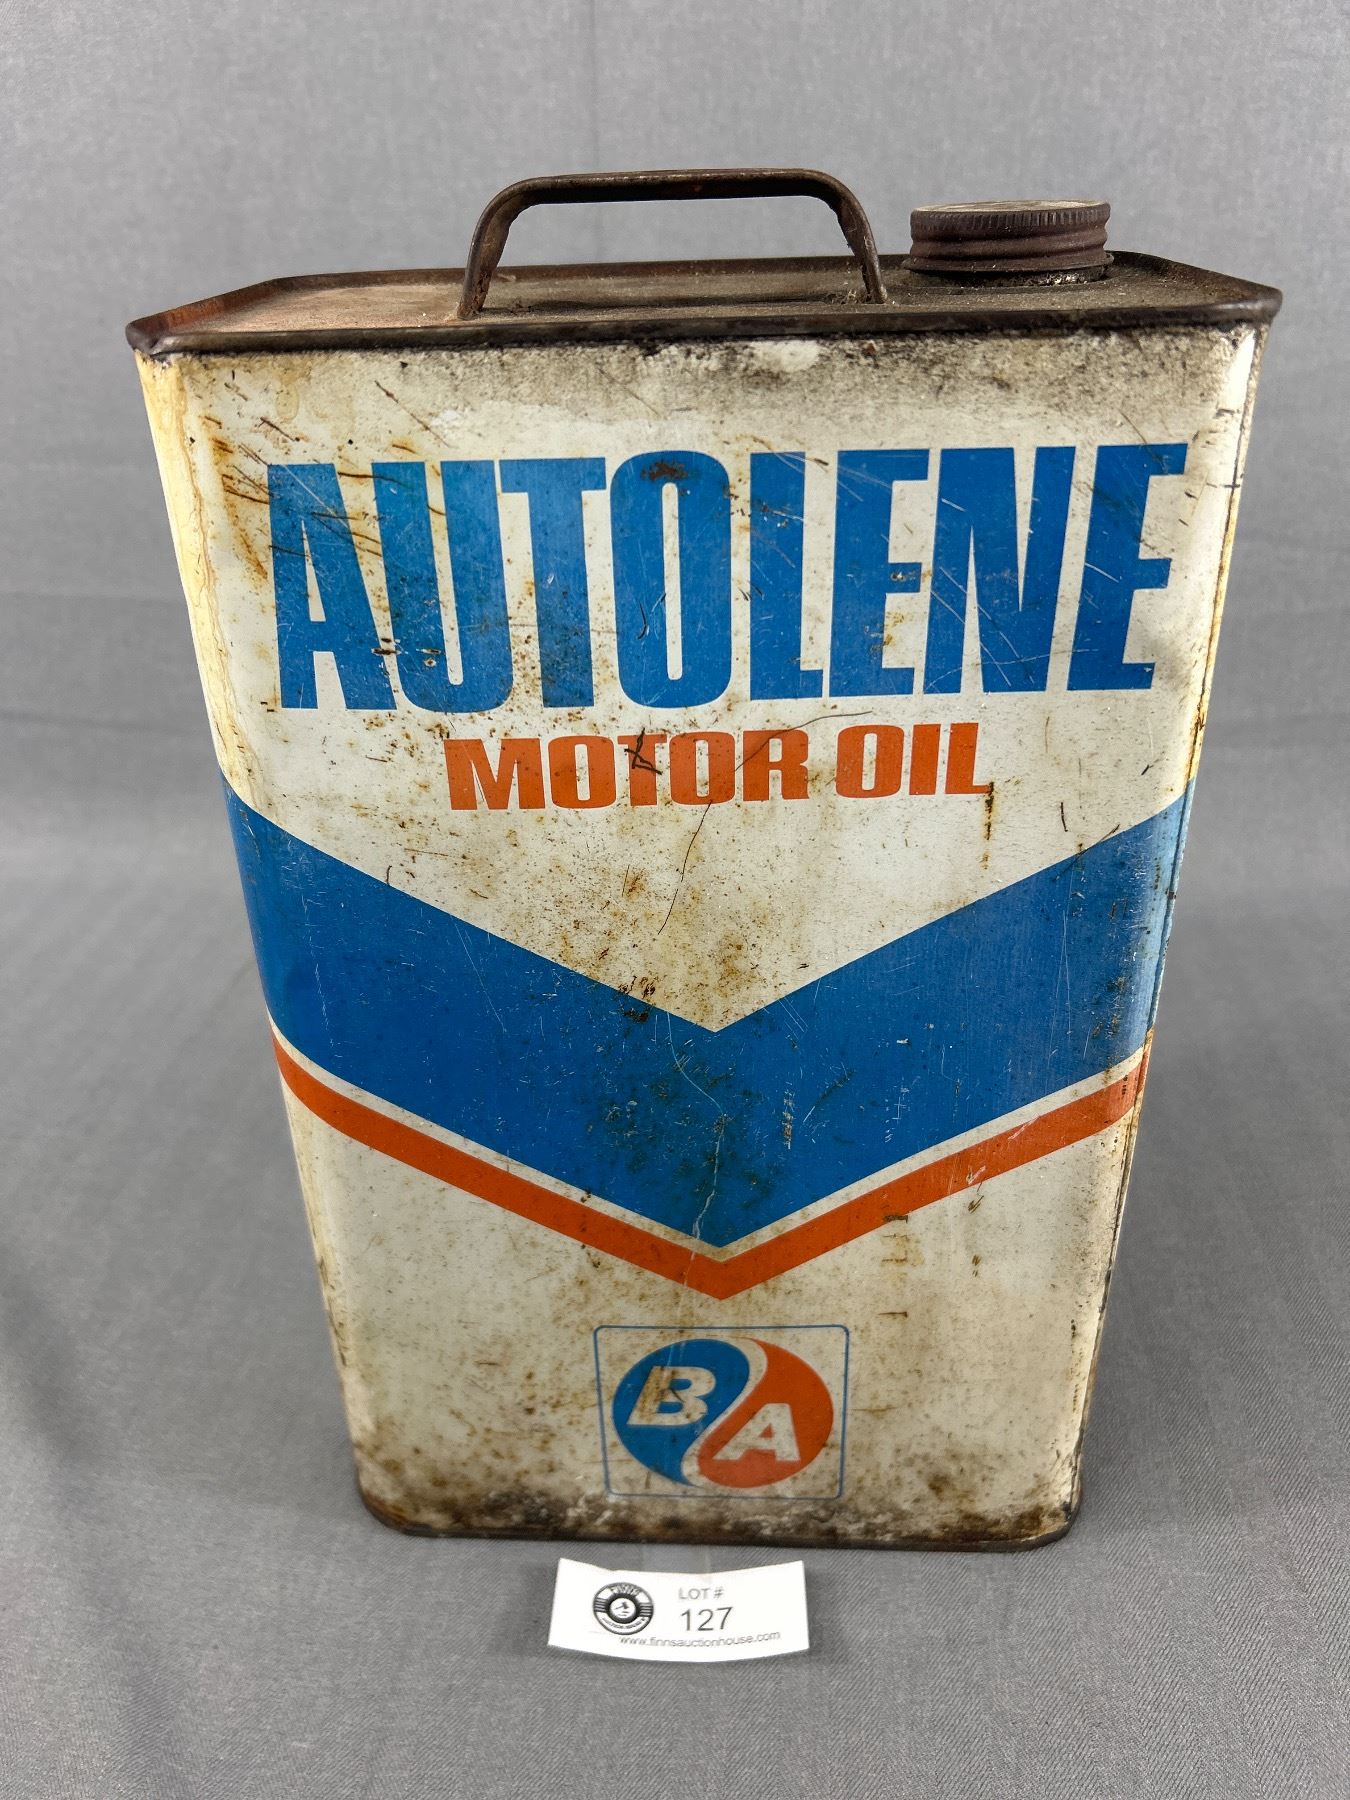 AUTOLENE
MOTOR OIL
BA
LOT #
127
www.finnsauctionhouse.com